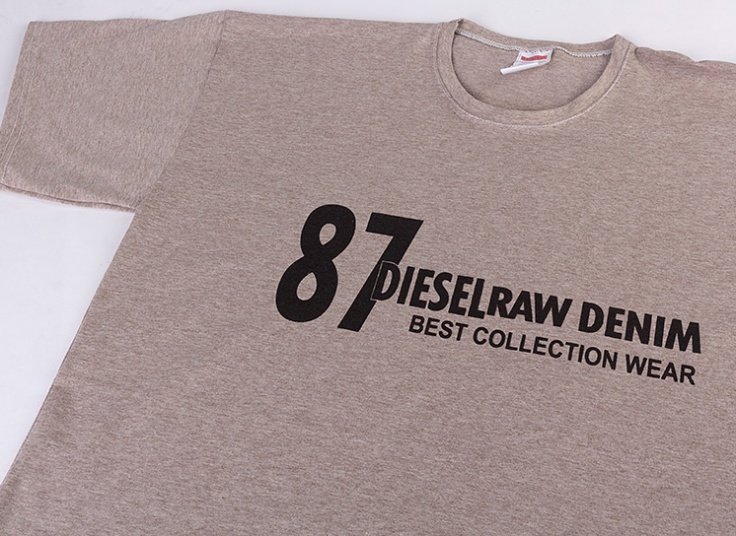 87 DIESELRAW DENIM
BEST COLLECTION WEAR